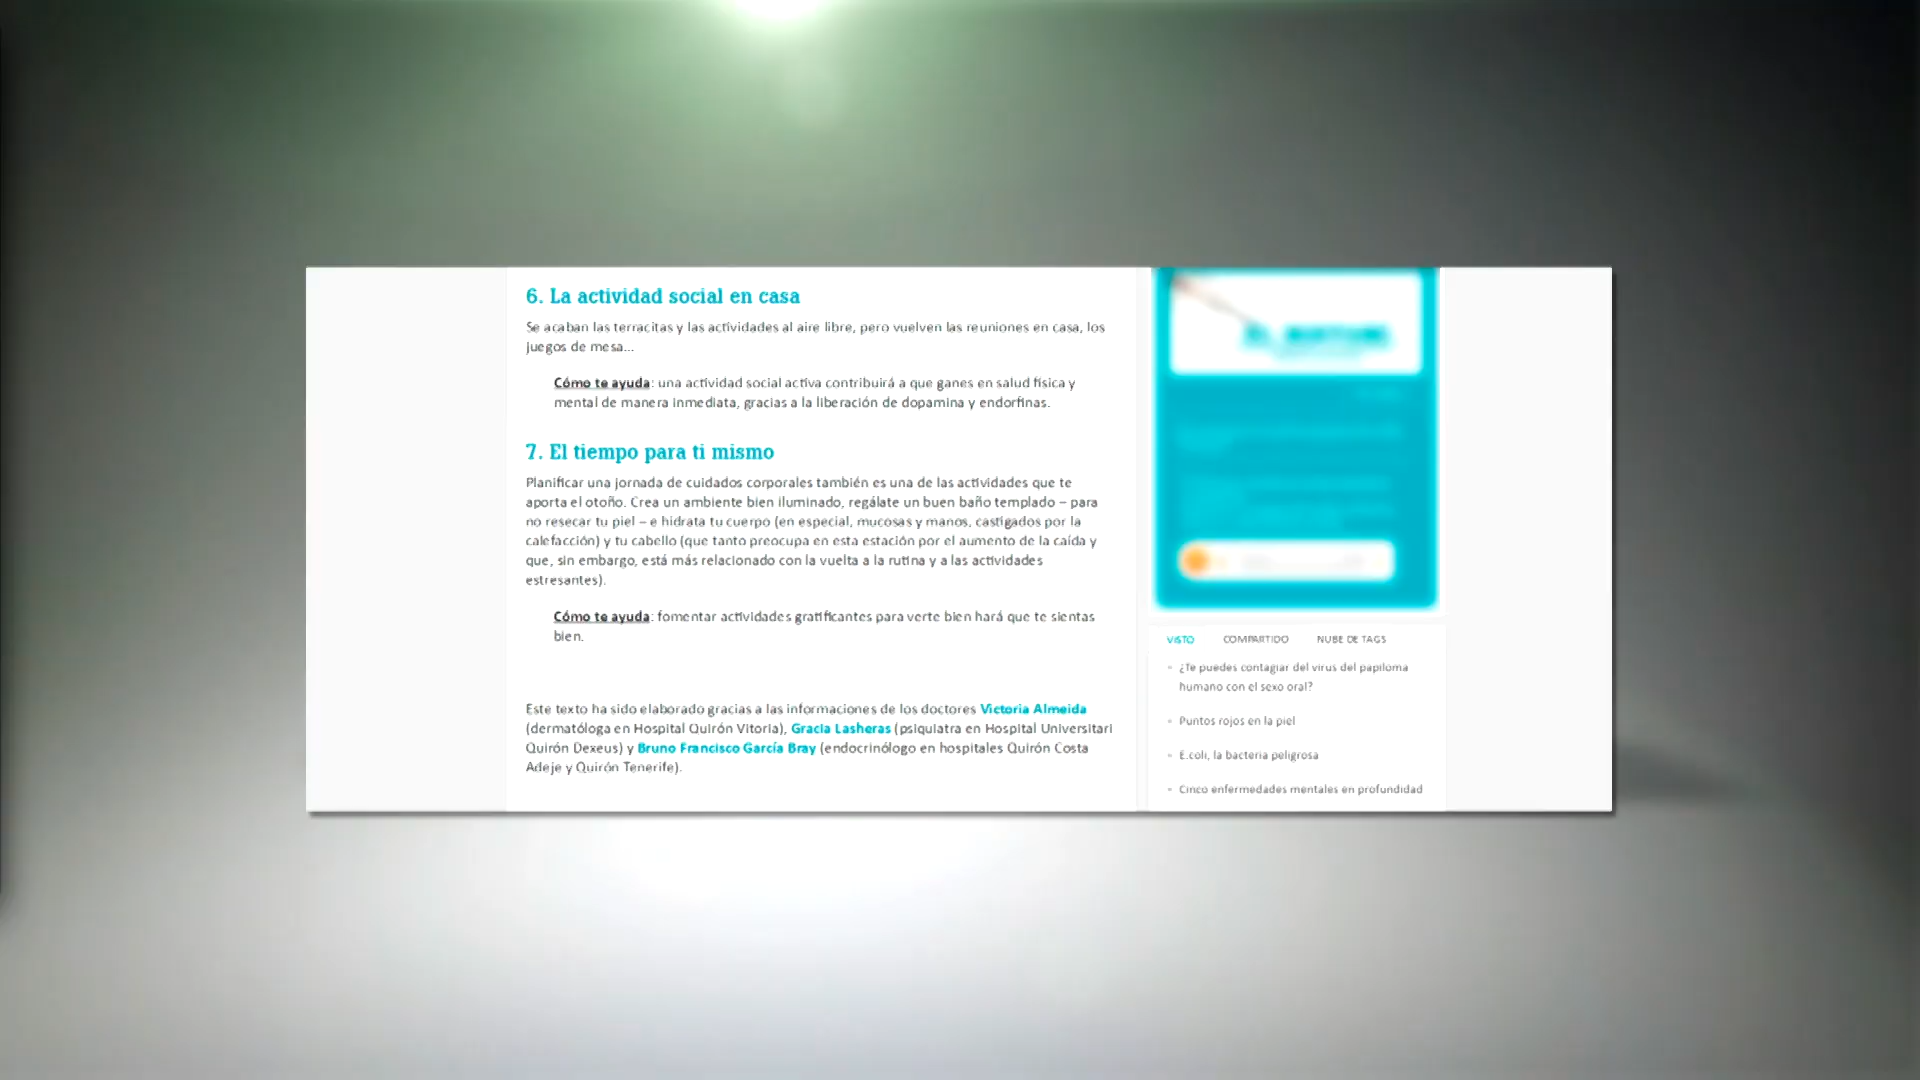 6. La actividad social en casa
Se acaban las terracitas y las actividades al aire libre, pero vuelven las reuniones en casa, los
juegos de mesa...
Cómo te ayuda: una actividad social activa contribuirá a que ganes en salud física y
mental de manera inmediata, gracias a la liberación de dopamina y endorfinas.
7. El tiempo para ti mismo
Planificar una jornada de cuidados corporales también es una de las actividades que te
aporta el otoño. Crea un ambiente bien iluminado, regálate un buen baño templado – para
no resecar tu piel – e hidrata tu cuerpo (en especial, mucosas y manos, castigados por la
calefacción) y tu cabello (que tanto preocupa en esta estación por el aumento de la caída y
que, sin embargo, está más relacionado con la vuelta a la rutina y a las actividades
estresantes).
Cómo te ayuda: fomentar actividades gratificantes para verte bien hará que te sientas
bien.
Este texto ha sido elaborado gracias a las informaciones de los doctores Victoria Almeida
(dermatóloga en Hospital Quirón Vitoria), Gracia Lasheras (psiquiatra en Hospital Universitari
Quirón Dexeus) y Bruno Francisco García Bray (endocrinólogo en hospitales Quirón Costa
Adeje y Quirón Tenerife).
VISTO COMPARTIDO NUBE DE TAGS
¿Te puedes contagiar del virus del papiloma
humano con el sexo oral?
Puntos rojos en la piel
E.coli, la bacteria peligrosa
Cinco enfermedades mentales en profundidad